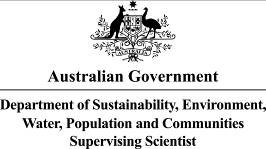 Australian Government
Department of Sustainability, Environment,
Water, Population and Communities
Supervising Scientist